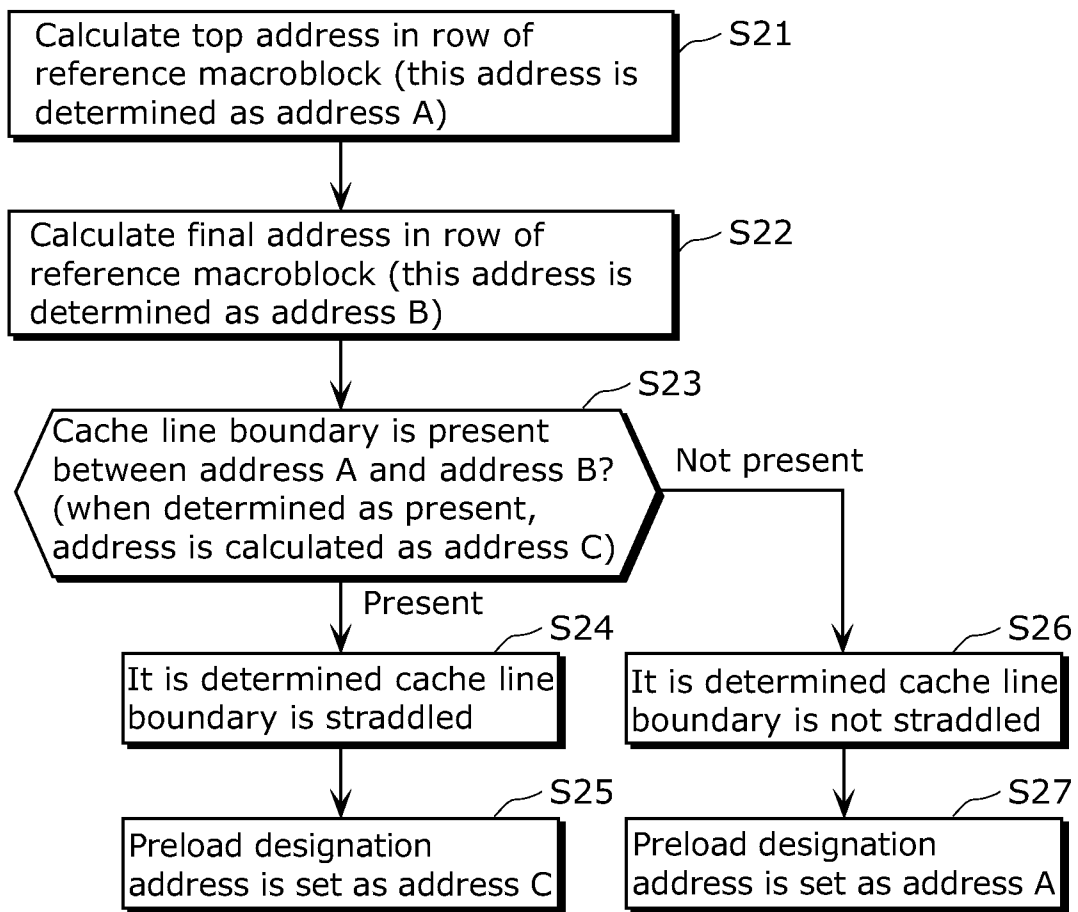 Calculate top address in row of
reference macroblock (this address is
determined as address A)
S21
Calculate final address in row of
reference macroblock (this address is
determined as address B)
S22
S23
Cache line boundary is present
between address A and address B?
(when determined as present,
address is calculated as address C)
Not present
Present
S24
It is determined cache line
boundary is straddled
S26
It is determined cache line
boundary is not straddled
S25
Preload designation
address is set as address C
S27
Preload designation
address is set as address A